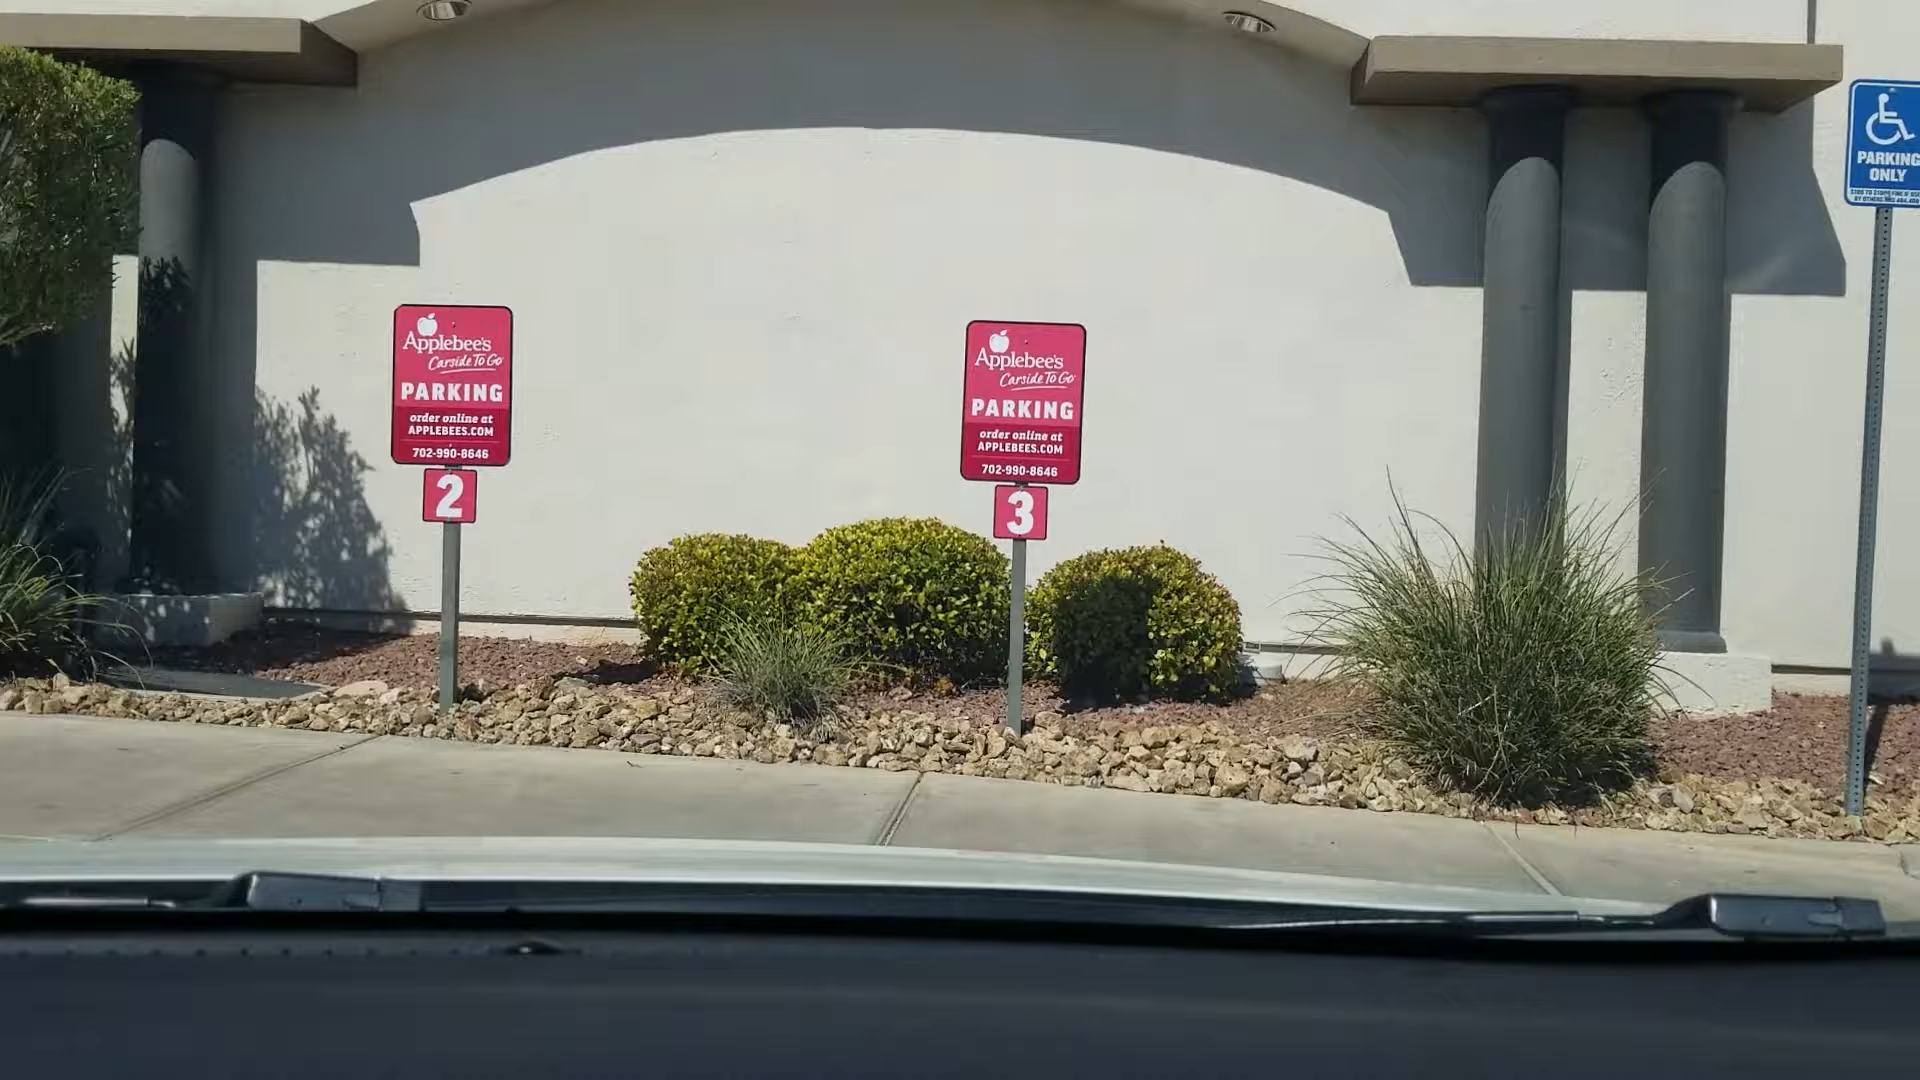 Applebee's
Carside To Go
PARKING
order online at
APPLEBEES.COM
702-990-8646
2
Applebee's
Carside To Go
PARKING
order online at
APPLEBEES.COM
702-990-8646
3
PARKING
ONLY